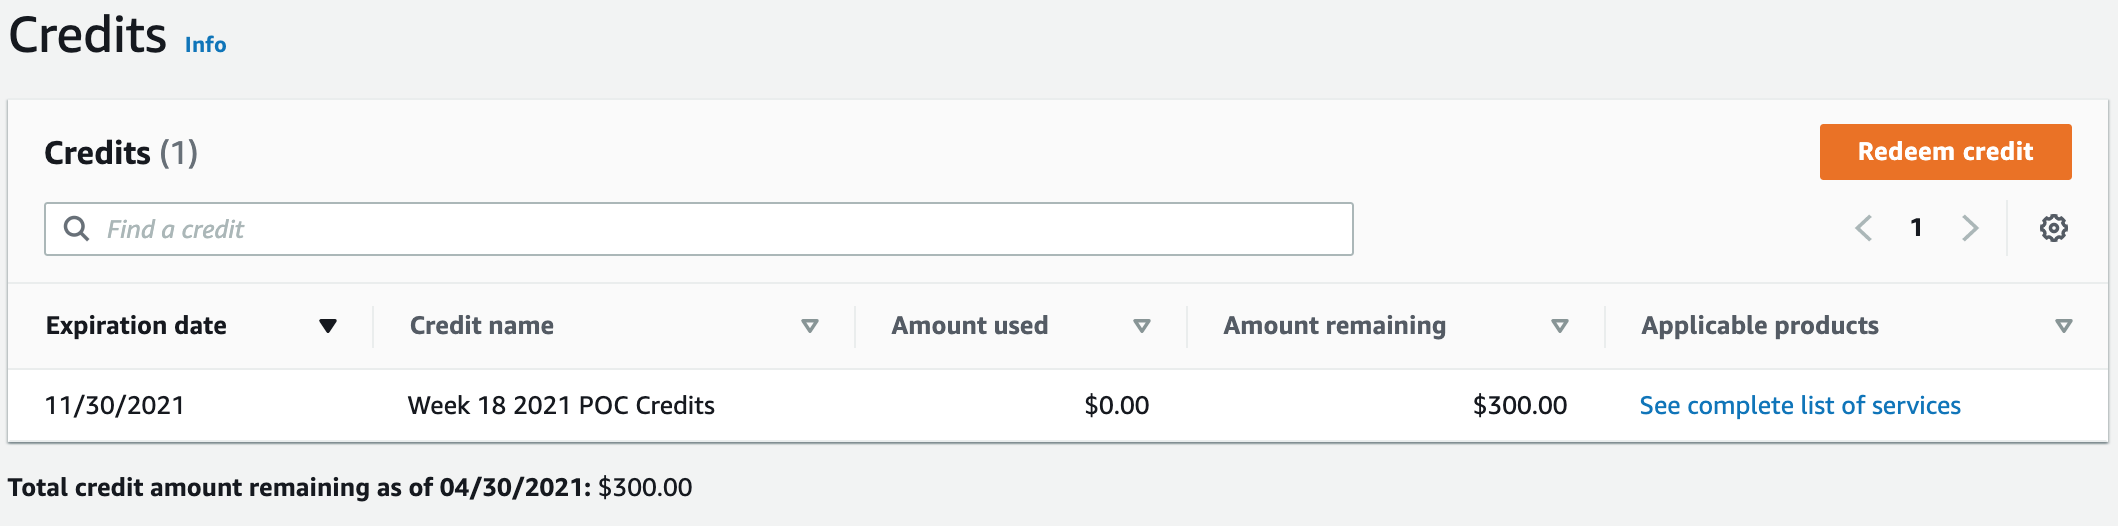 Credits Info
Credits (1)
Redeem credit
Find a credit
1
Expiration date Credit name Amount used Amount remaining Applicable products
11/30/2021 Week 18 2021 POC Credits $0.00 $300.00 See complete list of services
Total credit amount remaining as of 04/30/2021: $300.00